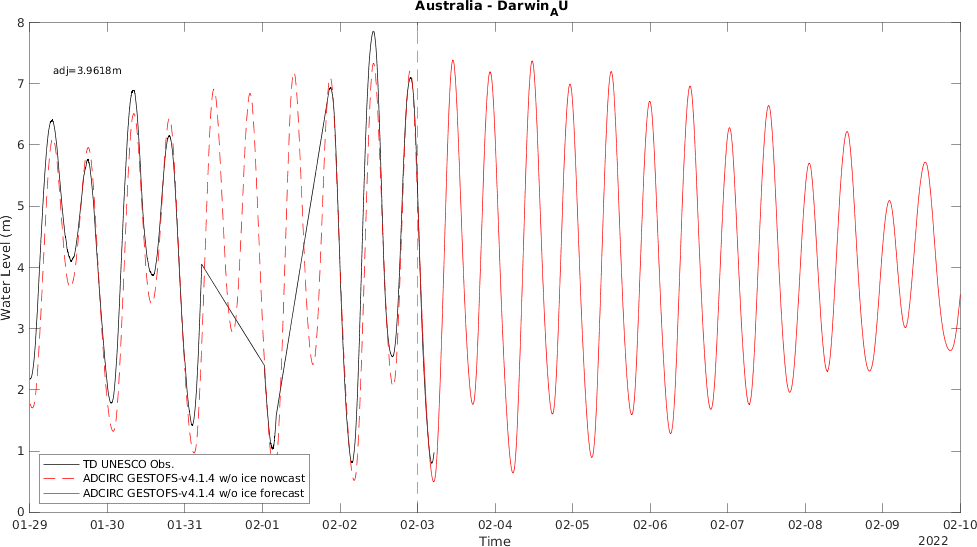 Australia - Darwin_AU
8
adj=3.9618m
7
6
5
4
3
2
1
0
Water Level (m)
TD UNESCO Obs.
ADCIRC GESTOFS-v4.1.4 w/o ice nowcast
ADCIRC GESTOFS-v4.1.4 w/o ice forecast
01-29 01-30 01-31 02-01 02-02 02-03 02-04 02-05 02-06 02-07 02-08 02-09 02-10
Time
2022